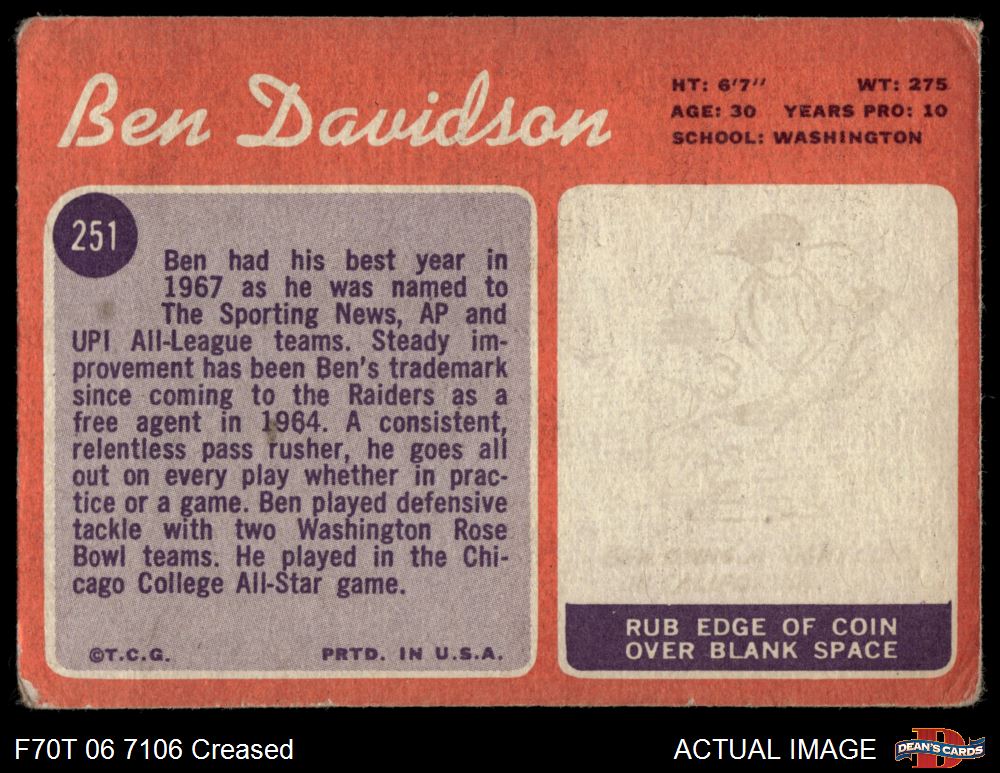 Ben Davidson
HT: 6'7"
WT: 275
AGE: 30
YEARS PRO: 10
SCHOOL: WASHINGTON
251
Ben had his best year in
1967 as he was named to
The Sporting News, AP and
UPI All-League teams. Steady im-
provement has been Ben's trademark
since coming to the Raiders as a
free agent in 1964. A consistent,
relentless pass rusher, he goes all
out on every play whether in prac-
tice or a game. Ben played defensive
tackle with two Washington Rose
Bowl teams. He played in the Chi-
cago College All-Star game.
©T.C.G.
PRTD. IN U.S.A.
RUB EDGE OF COIN
OVER BLANK SPACE
F70T 06 7106 Creased
ACTUAL IMAGE
DEAN'S CARDS